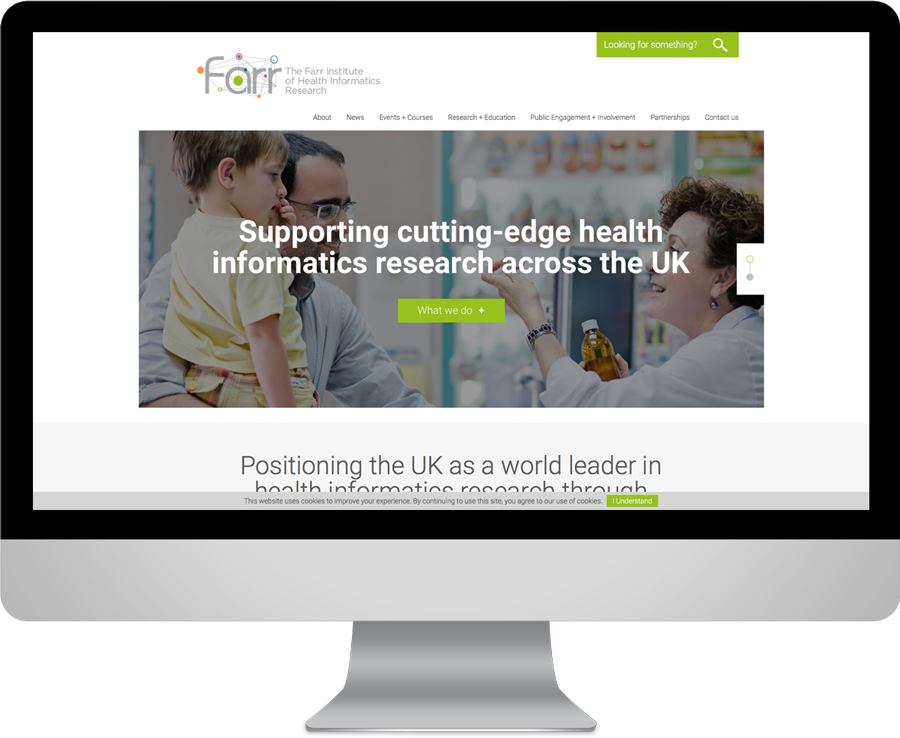 Looking for something?
Farr
The Farr Institute
of Health Informatics
Research
About News Events + Courses Research + Education Public Engagement + Involvement Partnerships Contact us
Supporting cutting-edge health
informatics research across the UK
What we do +
Positioning the UK as a world leader in
health informatics research through
This website uses cookies to improve your experience. By continuing to use this site, you agree to our use of cookies. I Understand